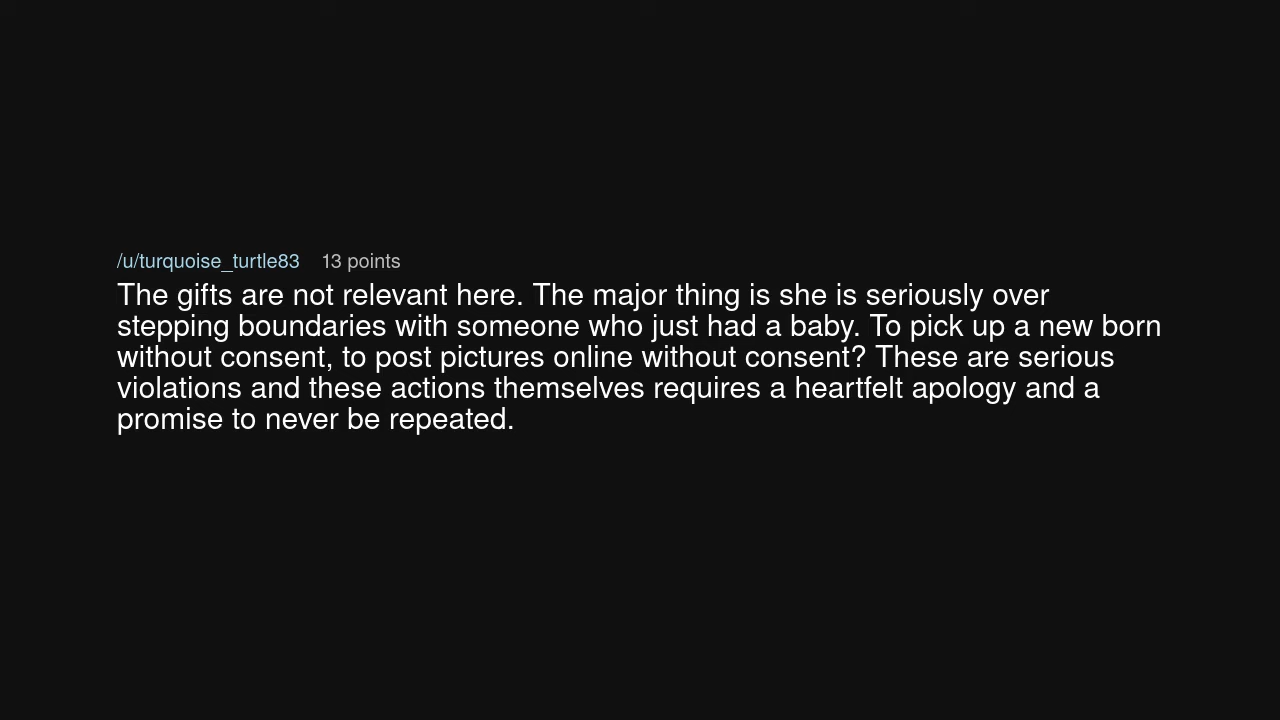 /u/turquoise_turtle83 13 points
The gifts are not relevant here. The major thing is she is seriously over
stepping boundaries with someone who just had a baby. To pick up a new born
without consent, to post pictures online without consent? These are serious
violations and these actions themselves requires a heartfelt apology and a
promise to never be repeated.